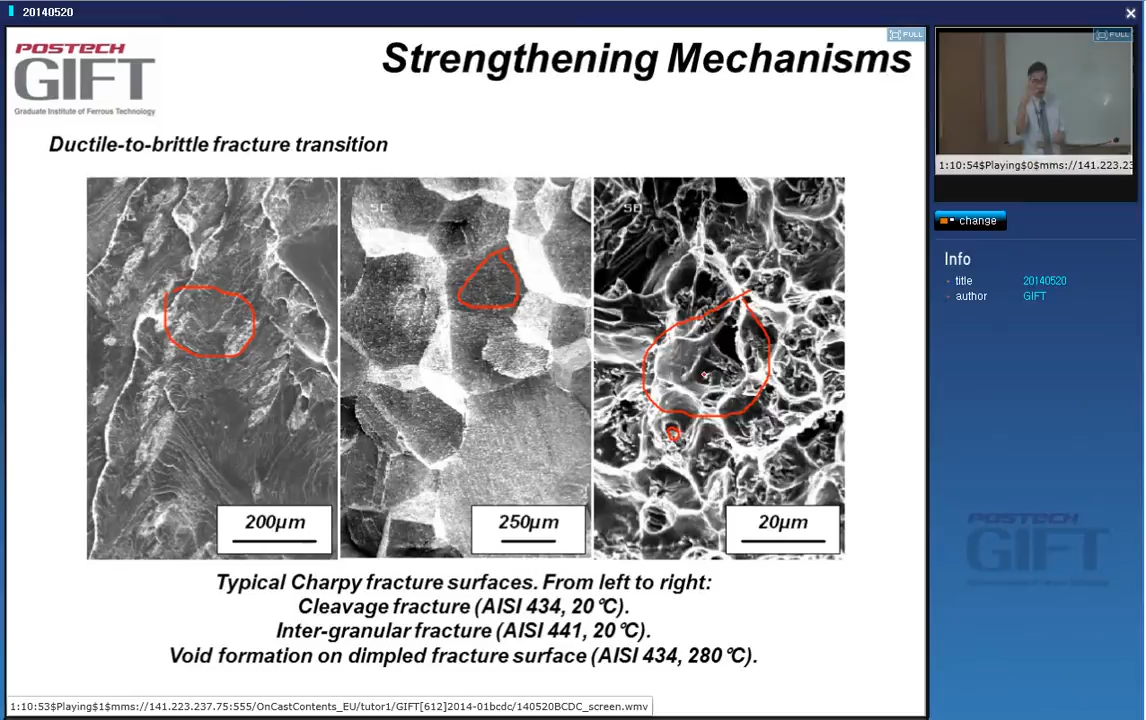 20140520
POSTECH
GIFT
Graduate Institute of Ferrous Technology
FULL
Strengthening Mechanisms
Ductile-to-brittle fracture transition
200µm
250µm
20µm
Typical Charpy fracture surfaces. From left to right:
Cleavage fracture (AISI 434, 20°C).
Inter-granular fracture (AISI 441, 20°C).
Void formation on dimpled fracture surface (AISI 434, 280°C).
1:10:53$Playing$1$mms://141.223.237.75:555/OnCastContents_EU/tutor1/GIFT[612]2014-01bcdc/140520BCDC_screen.wmv
FULL
1:10:54$Playing$0$mms://141.223.23
change
Info
title 20140520
author GIFT
POSTECH
GIFT